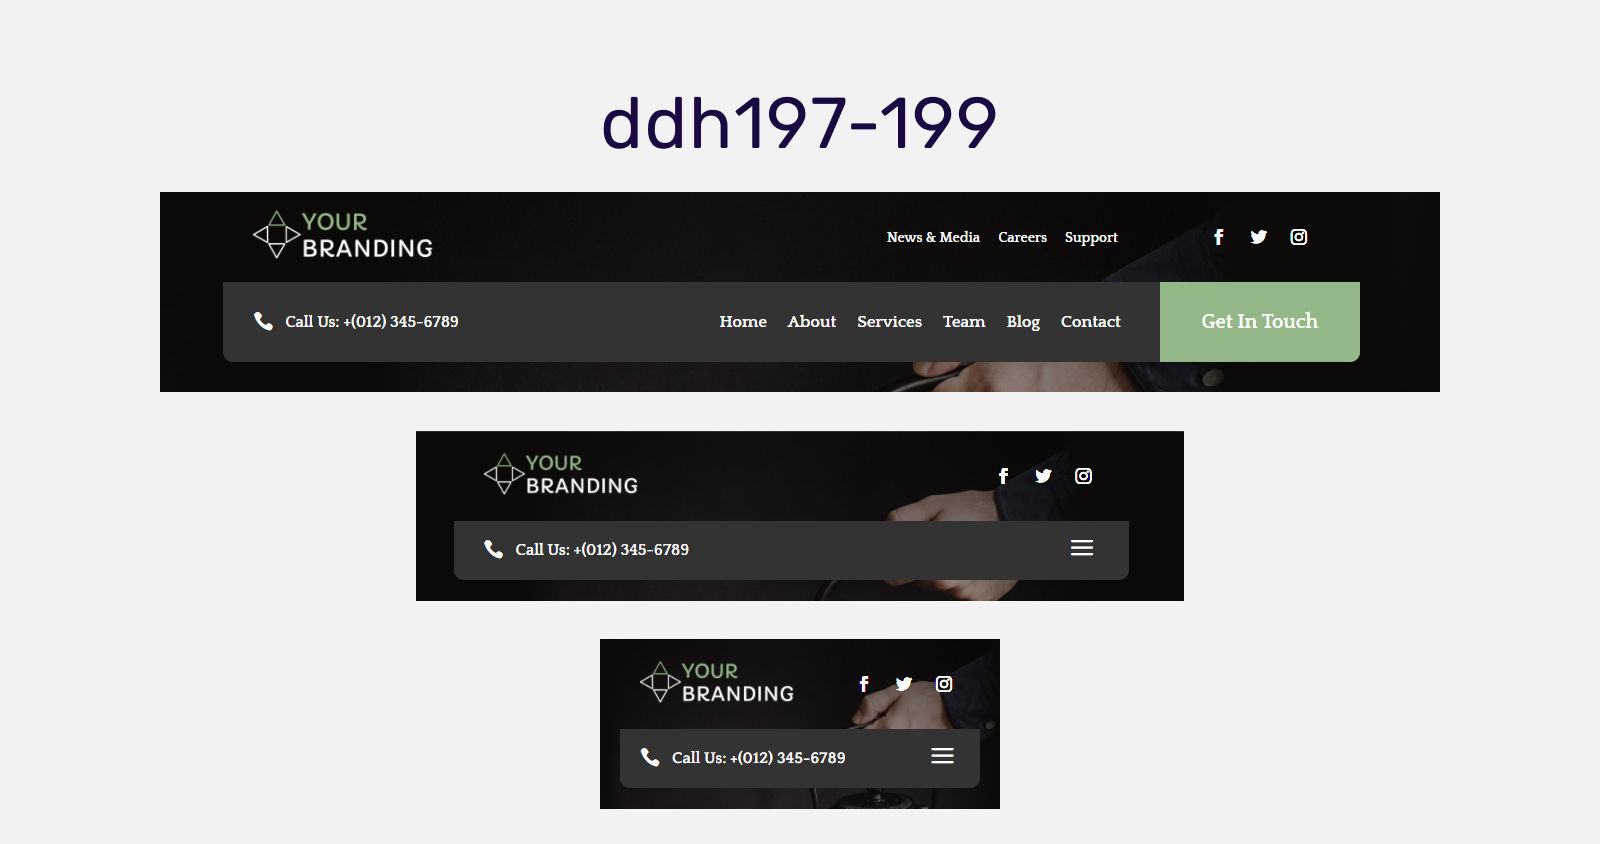 ddh197-199
YOUR
BRANDING
News & Media Careers Support
Call Us: +(012) 345-6789
Home About Services Team Blog Contact
Get In Touch
YOUR
BRANDING
Call Us: +(012) 345-6789
YOUR
BRANDING
Call Us: +(012) 345-6789